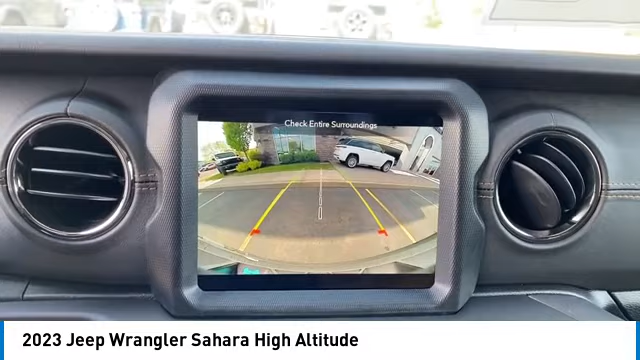 Check Entire Surroundings
2023 Jeep Wrangler Sahara High Altitude